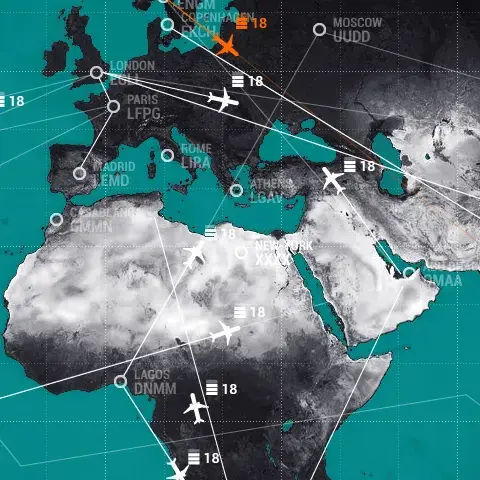 ENGM
COPENHAGEN
EKCH
18
MOSCOW
UUDD
LONDON
EGLL
18
18
PARIS
LFPG
ROME
LIRA
18
MADRID
LEMD
ATHENS
LGAV
CASABLANCA
GMMN
18
NEW-YORK
XXXX
OMAA
18
LAGOS
DNMM
18
18